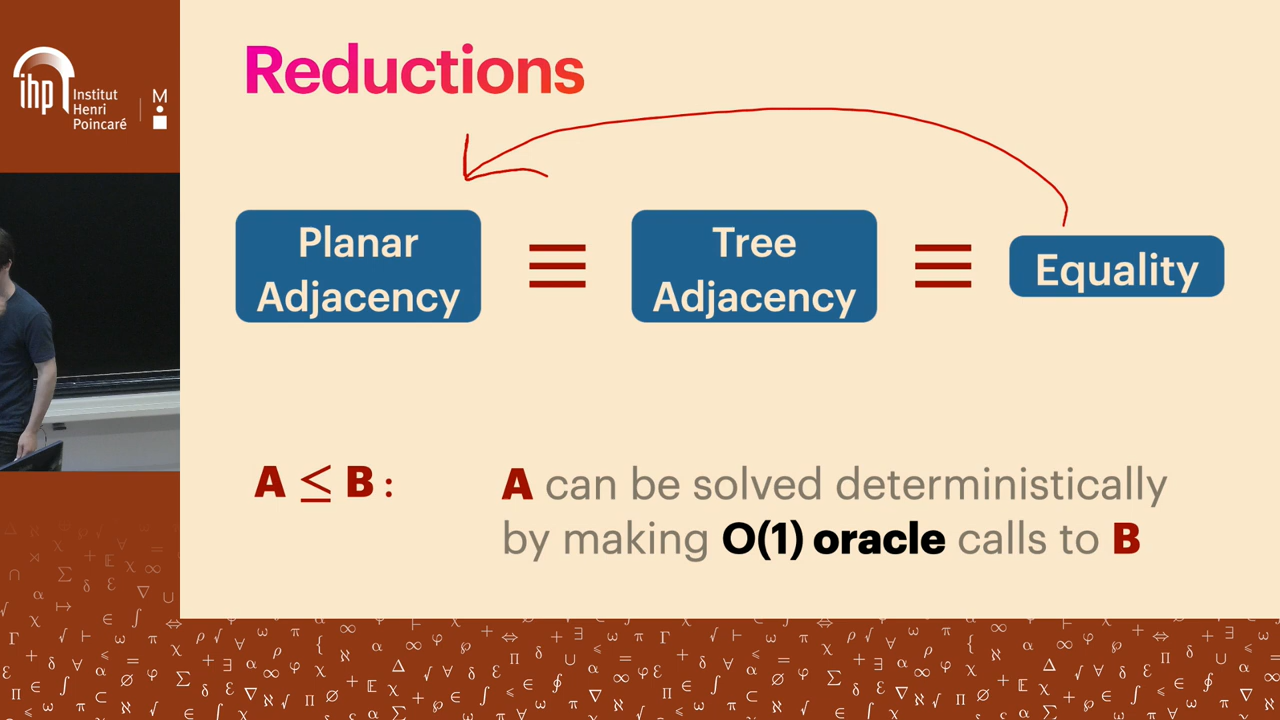 Reductions
ihp
Institut
Henri
Poincaré
Planar
Adjacency
≡
Tree
Adjacency
≡
Equality
A ≤ B :
A can be solved deterministically
by making O(1) oracle calls to B